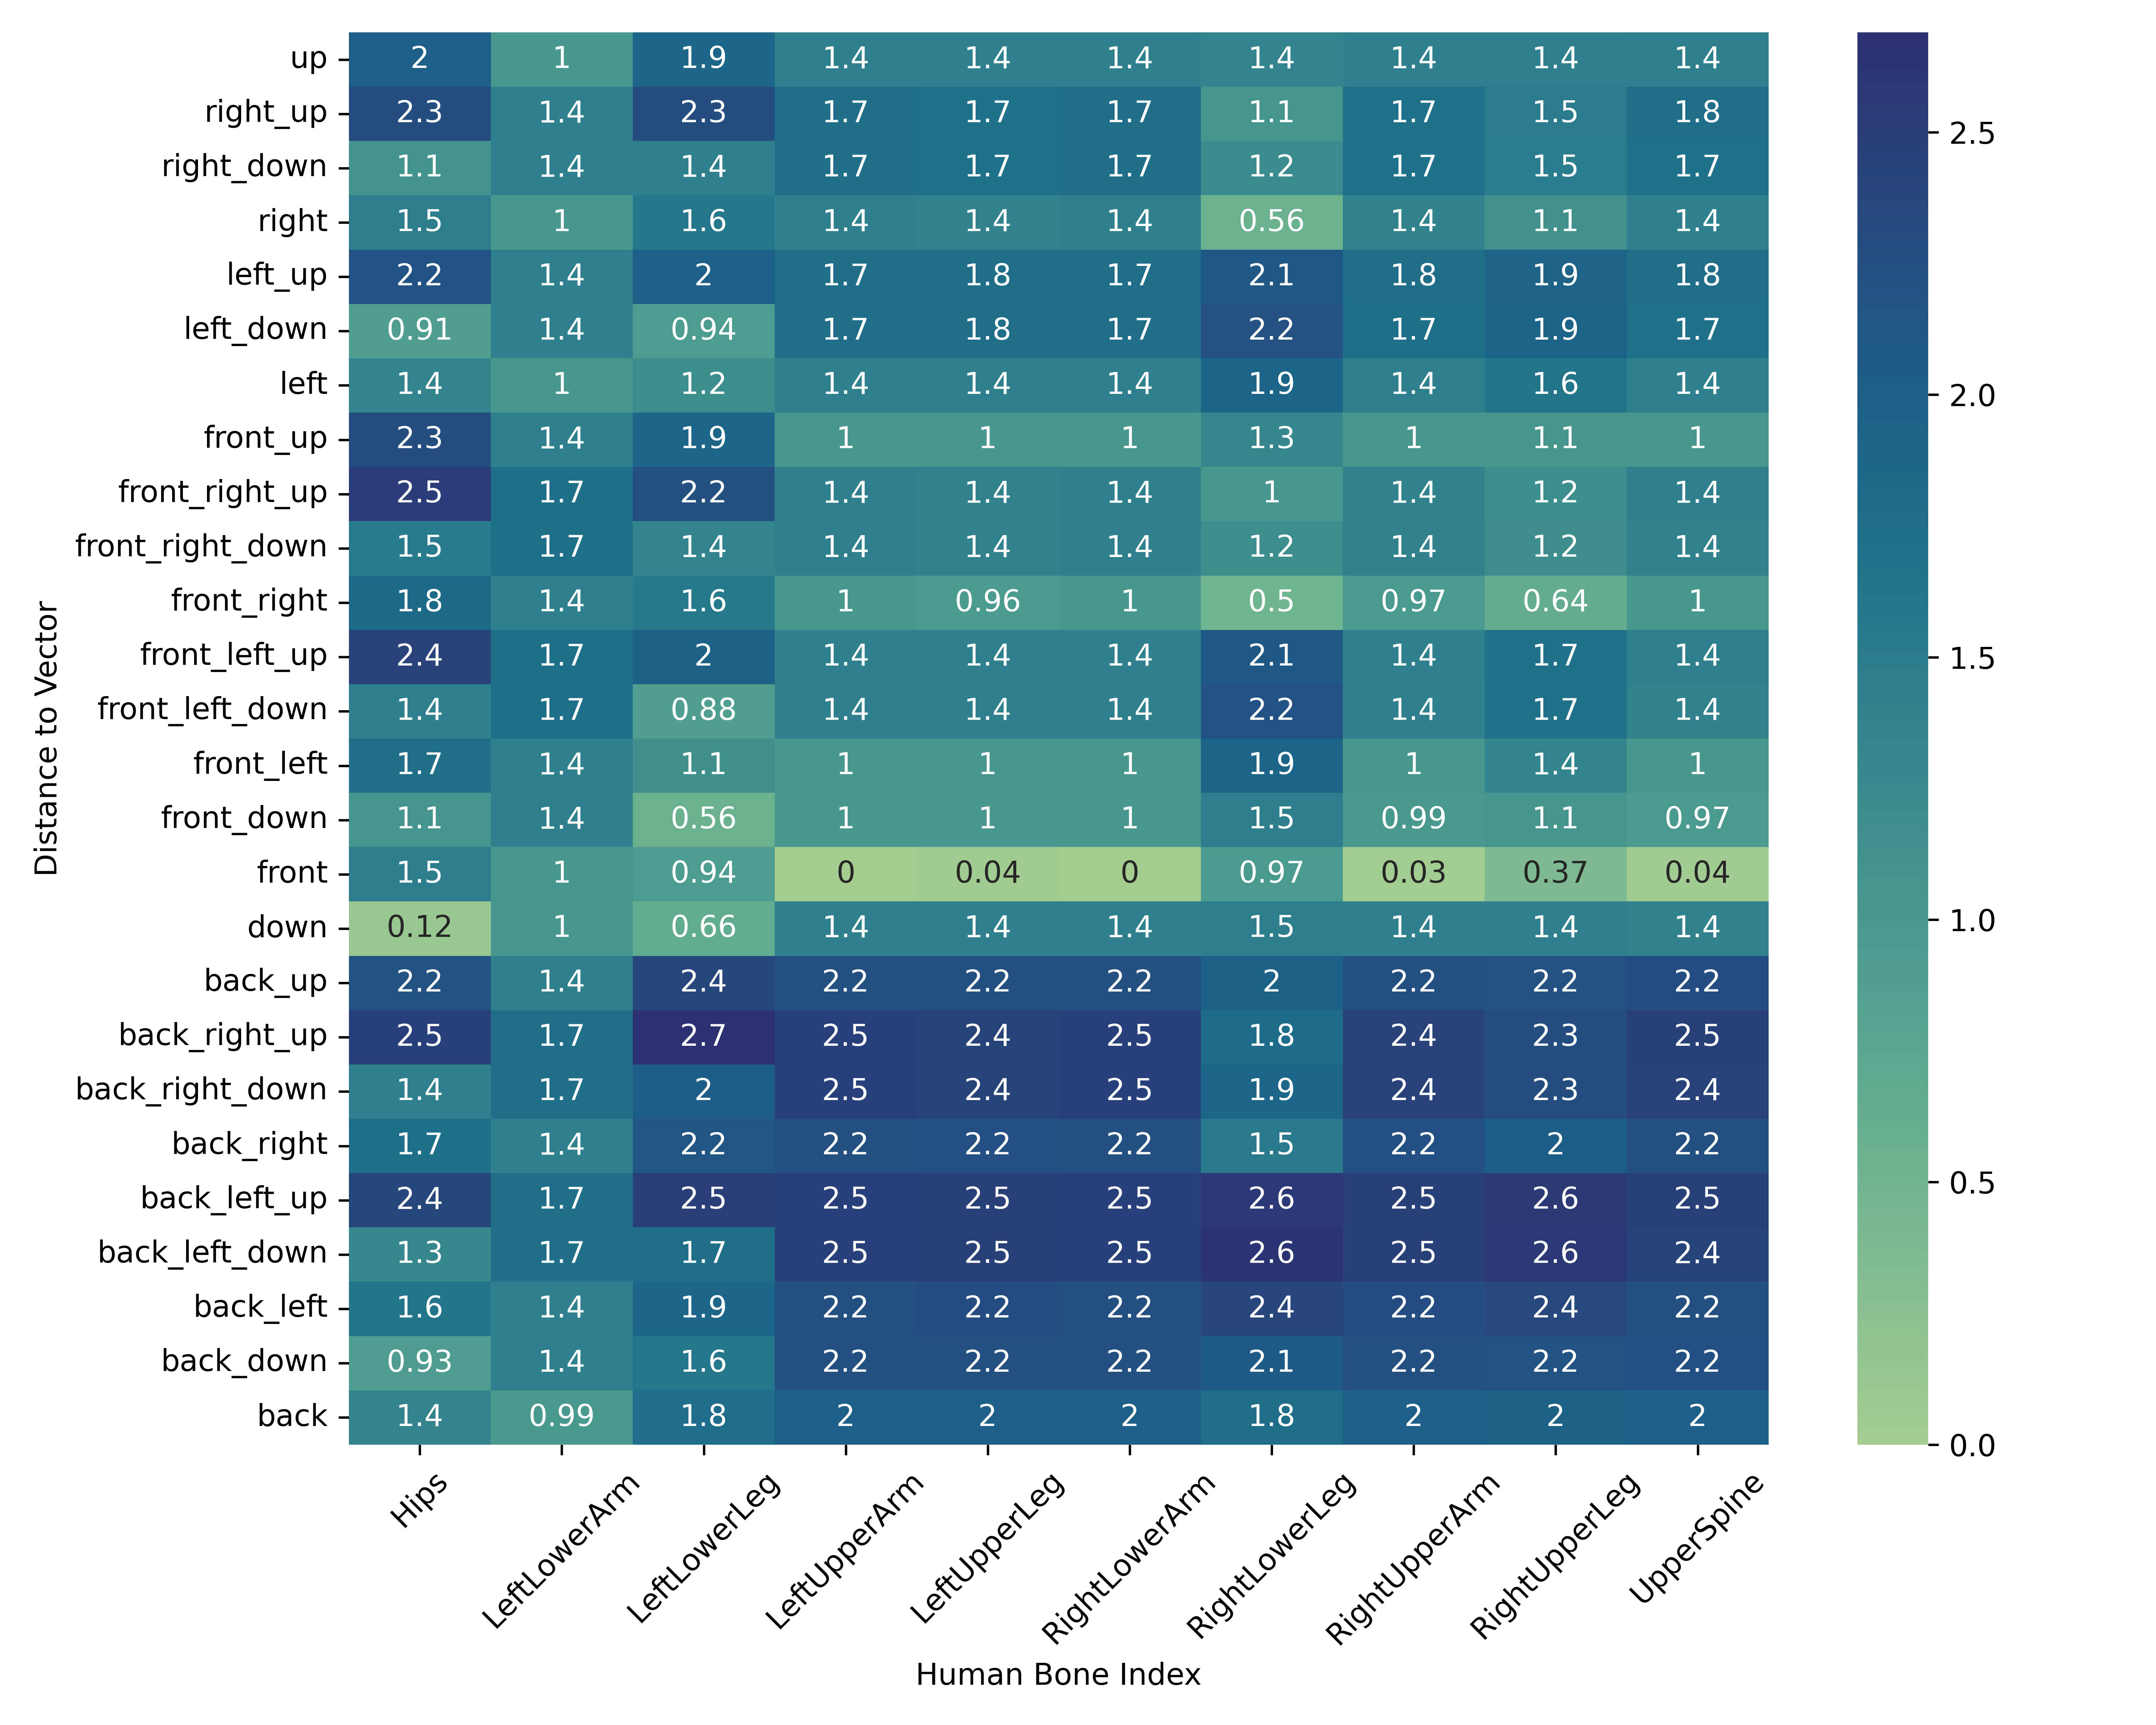 up 2 1 1.9 1.4 1.4 1.4 1.4 1.4 1.4 1.4
right_up 2.3 1.4 2.3 1.7 1.7 1.7 1.1 1.7 1.5 1.8
right_down 1.1 1.4 1.4 1.7 1.7 1.7 1.2 1.7 1.5 1.7
right 1.5 1 1.6 1.4 1.4 1.4 0.56 1.4 1.1 1.4
left_up 2.2 1.4 2 1.7 1.8 1.7 2.1 1.8 1.9 1.8
left_down 0.91 1.4 0.94 1.7 1.8 1.7 2.2 1.7 1.9 1.7
left 1.4 1 1.2 1.4 1.4 1.4 1.9 1.4 1.6 1.4
front_up 2.3 1.4 1.9 1 1 1 1.3 1 1.1 1
front_right_up 2.5 1.7 2.2 1.4 1.4 1.4 1 1.4 1.2 1.4
front_right_down 1.5 1.7 1.4 1.4 1.4 1.4 1.2 1.4 1.2 1.4
front_right 1.8 1.4 1.6 1 0.96 1 0.5 0.97 0.64 1
front_left_up 2.4 1.7 2 1.4 1.4 1.4 2.1 1.4 1.7 1.4
front_left_down 1.4 1.7 0.88 1.4 1.4 1.4 2.2 1.4 1.7 1.4
front_left 1.7 1.4 1.1 1 1 1 1.9 1 1.4 1
front_down 1.1 1.4 0.56 1 1 1 1.5 0.99 1.1 0.97
front 1.5 1 0.94 0 0.04 0 0.97 0.03 0.37 0.04
down 0.12 1 0.66 1.4 1.4 1.4 1.5 1.4 1.4 1.4
back_up 2.2 1.4 2.4 2.2 2.2 2.2 2 2.2 2.2 2.2
back_right_up 2.5 1.7 2.7 2.5 2.4 2.5 1.8 2.4 2.3 2.5
back_right_down 1.4 1.7 2 2.5 2.4 2.5 1.9 2.4 2.3 2.4
back_right 1.7 1.4 2.2 2.2 2.2 2.2 1.5 2.2 2 2.2
back_left_up 2.4 1.7 2.5 2.5 2.5 2.5 2.6 2.5 2.6 2.5
back_left_down 1.3 1.7 1.7 2.5 2.5 2.5 2.6 2.5 2.6 2.4
back_left 1.6 1.4 1.9 2.2 2.2 2.2 2.4 2.2 2.4 2.2
back_down 0.93 1.4 1.6 2.2 2.2 2.2 2.1 2.2 2.2 2.2
back 1.4 0.99 1.8 2 2 2 1.8 2 2 2
Distance to Vector
Hips LeftLowerArm LeftLowerLeg LeftUpperArm LeftUpperLeg RightLowerArm RightLowerLeg RightUpperArm RightUpperLeg UpperSpine
Human Bone Index
2.5
2.0
1.5
1.0
0.5
0.0